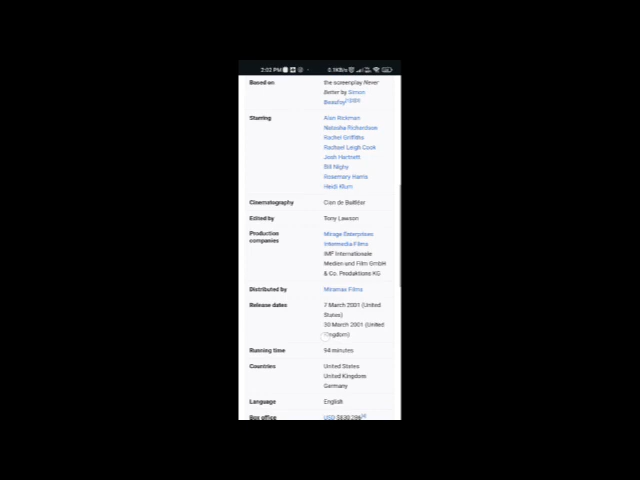 2:02 PM
Based on
the screenplay Never
Better by Simon
Beaufoy
Starring
Alan Rickman
Natasha Richardson
Rachel Griffiths
Rachael Leigh Cook
Josh Hartnett
Bill Nighy
Rosemary Harris
Heidi Klum
Cinematography
Cian de Buitléar
Edited by
Tony Lawson
Production
companies
Mirage Enterprises
Intermedia Films
IMF Internationale
Medien und Film GmbH
& Co. Produktions KG
Distributed by
Miramax Films
Release dates
7 March 2001 (United
States)
30 March 2001 (United
Kingdom)
Running time
94 minutes
Countries
United States
United Kingdom
Germany
Language
English
Box office
USD